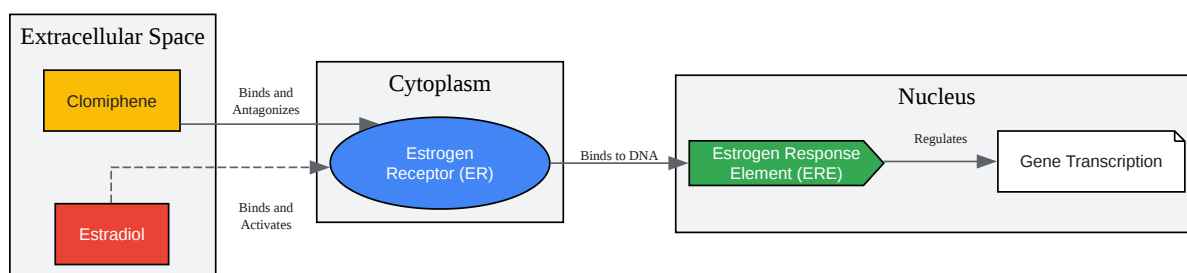 Extracellular Space
Clomiphene
Estradiol
Binds and
Antagonizes
Binds and
Activates
Cytoplasm
Estrogen
Receptor (ER)
Binds to DNA
Nucleus
Estrogen Response
Element (ERE)
Regulates
Gene Transcription